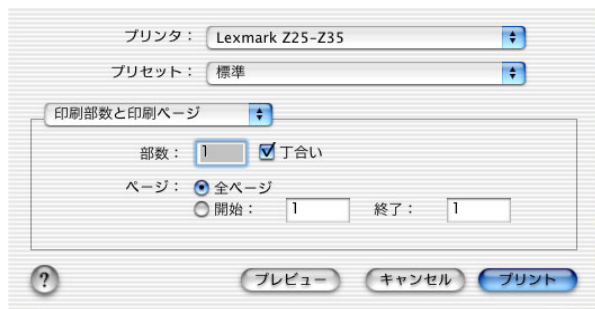 プリンタ： Lexmark Z25-Z35
プリセット： 標準
印刷部数と印刷ページ
部数： 1 丁合い
ページ： 全ページ
開始： 1 終了： 1
? プレビュー キャンセル プリント